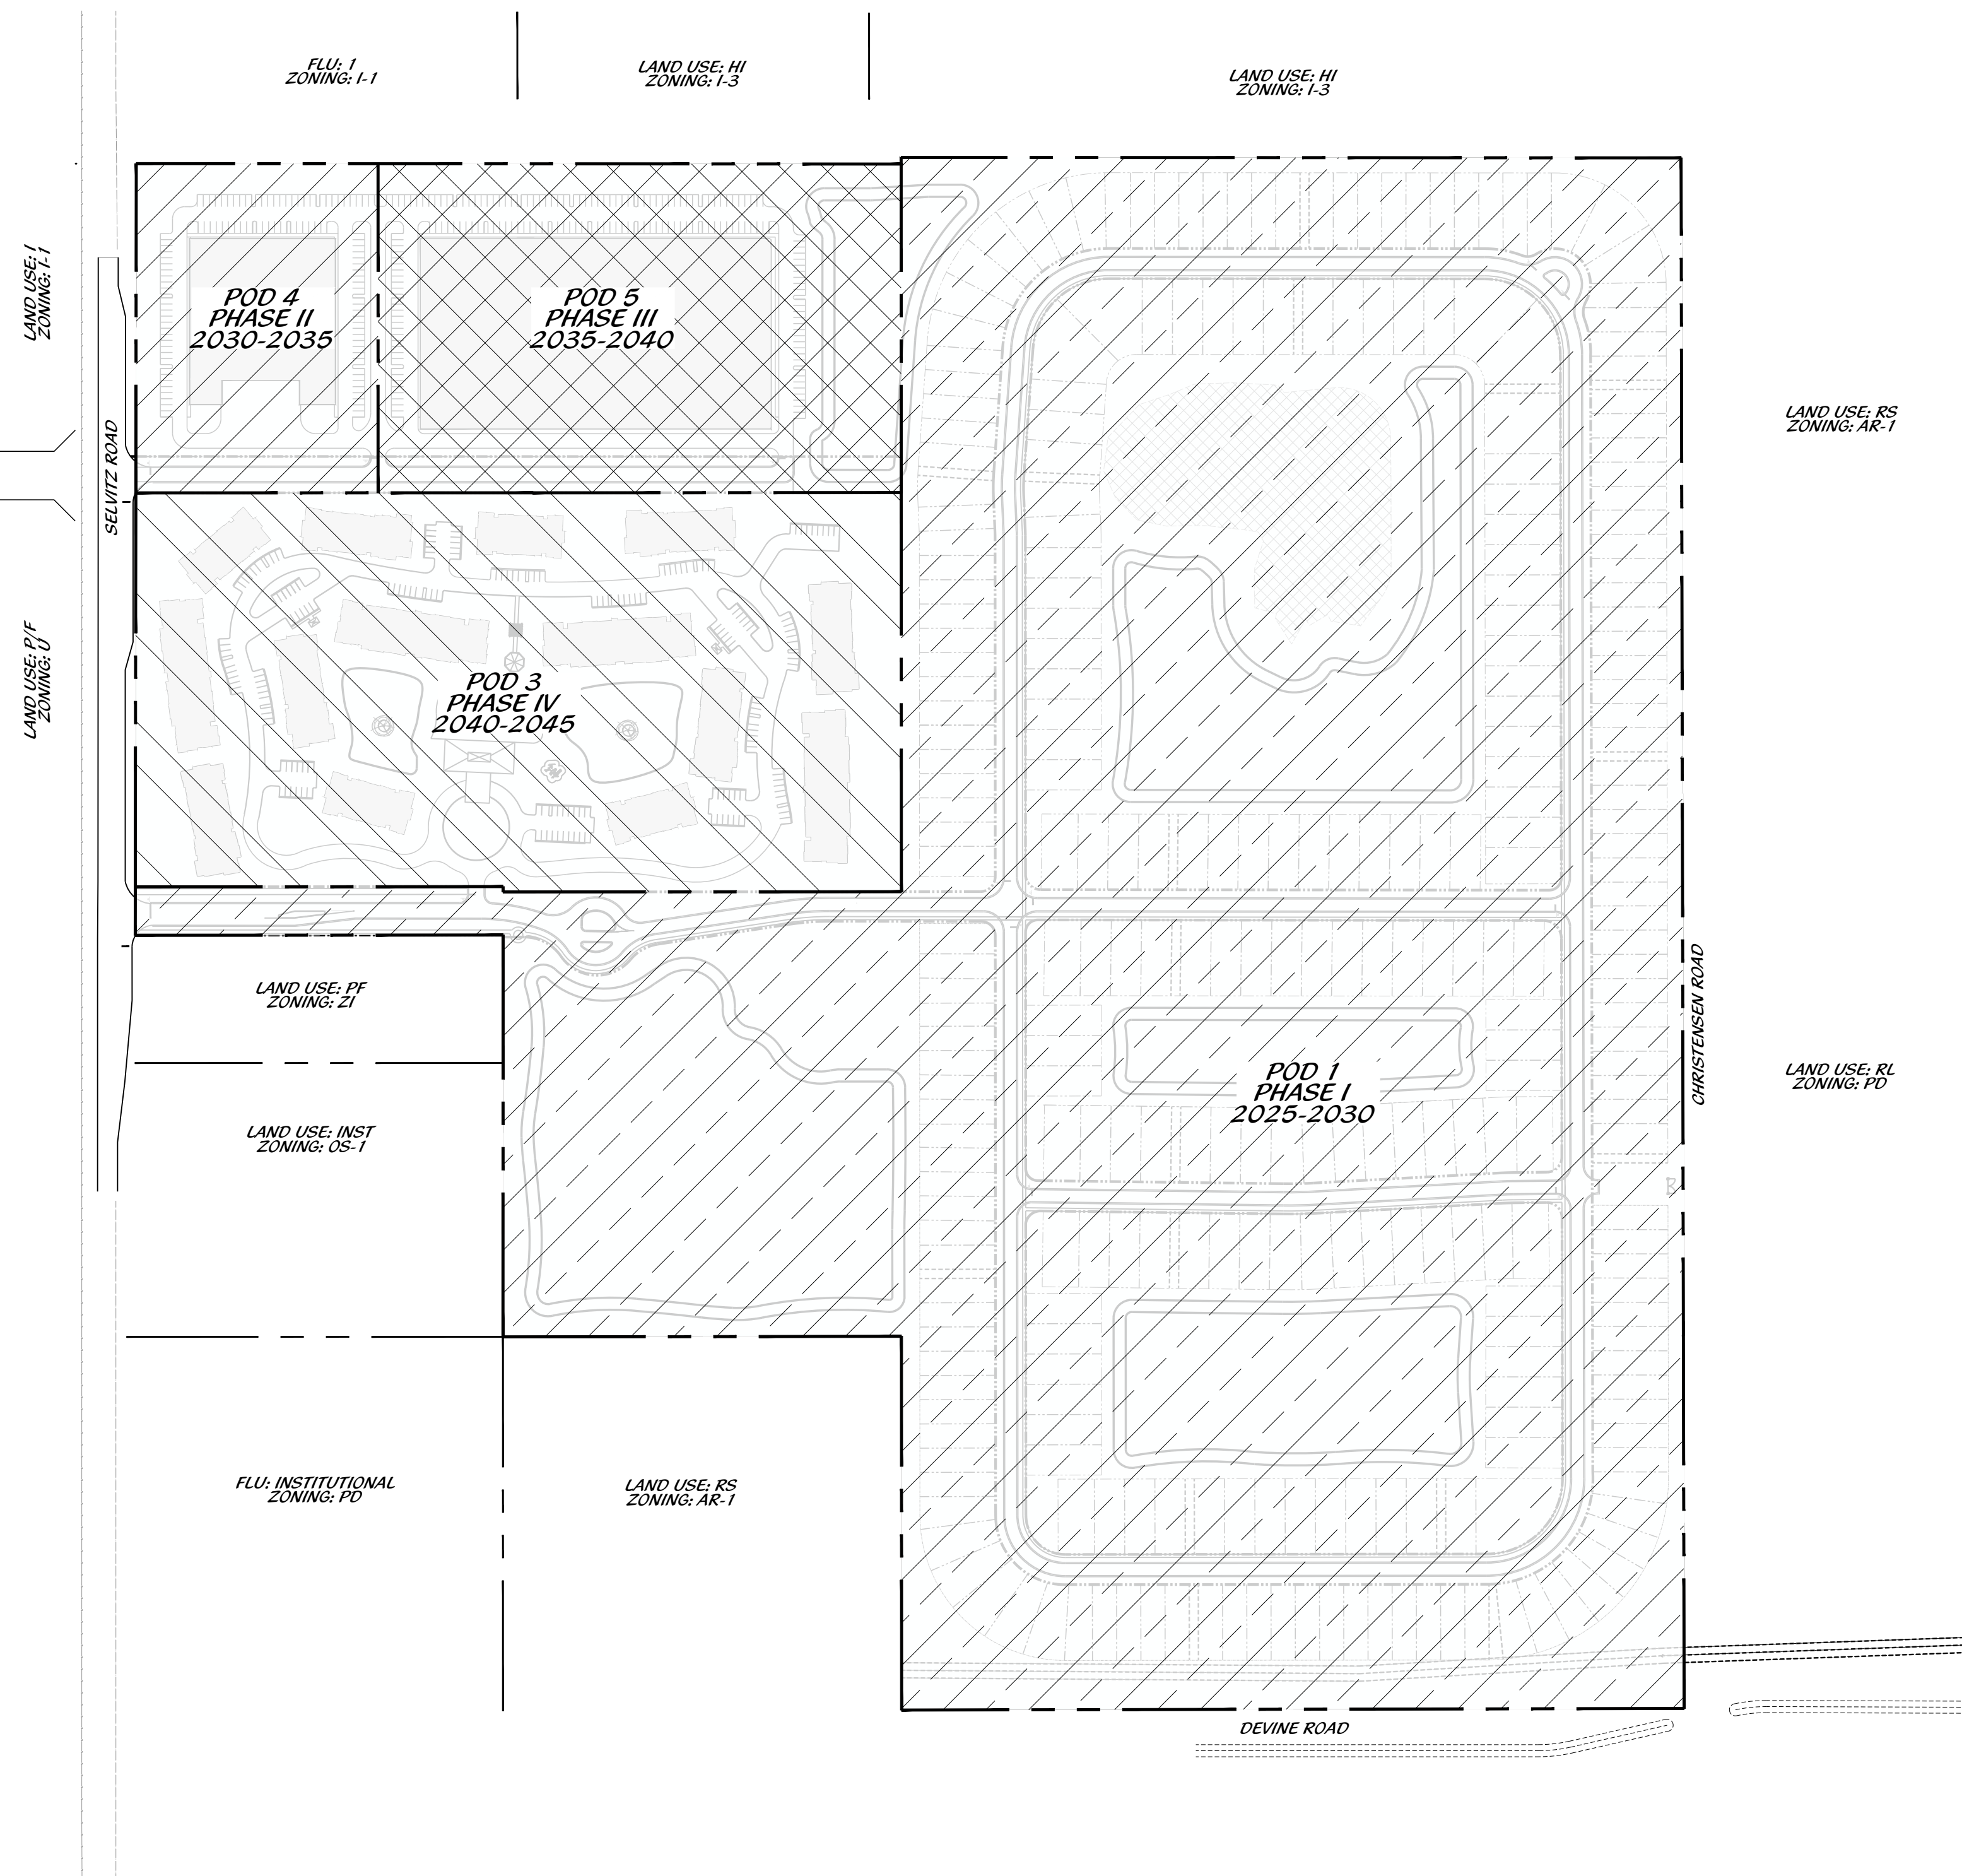 FLU: 1
ZONING: I-1
LAND USE: HI
ZONING: I-3
LAND USE: HI
ZONING: I-3
LAND USE: I
ZONING: I-1
POD 4
PHASE II
2030-2035
POD 5
PHASE III
2035-2040
LAND USE: RS
ZONING: AR-1
SELVITZ ROAD
LAND USE: P/F
ZONING: U
POD 3
PHASE IV
2040-2045
LAND USE: PF
ZONING: ZI
CHRISTENSEN ROAD
POD 1
PHASE I
2025-2030
LAND USE: RL
ZONING: PD
LAND USE: INST
ZONING: OS-1
FLU: INSTITUTIONAL
ZONING: PD
LAND USE: RS
ZONING: AR-1
DEVINE ROAD